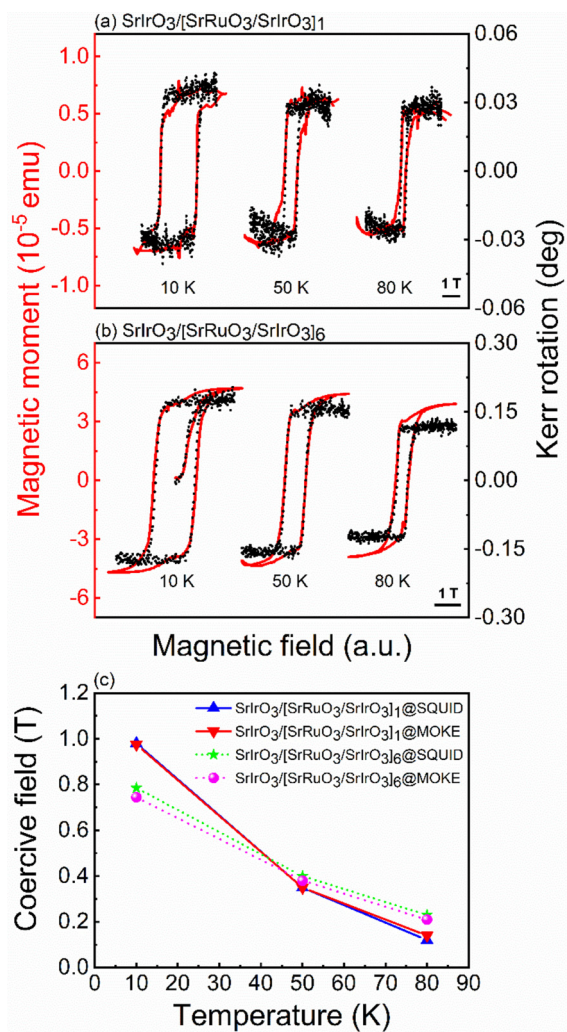 (a) SrIrO3/[SrRuO3/SrIrO3]1
1.0
0.5
0.0
-0.5
-1.0
0.06
0.03
0.00
-0.03
-0.06
10 K
50 K
80 K
1 T
(b) SrIrO3/[SrRuO3/SrIrO3]6
6
3
0
-3
-6
0.30
0.15
0.00
-0.15
-0.30
10 K
50 K
80 K
1 T
Magnetic moment (10-5 emu)
Kerr rotation (deg)
Magnetic field (a.u.)
(c)
1.2
1.0
0.8
0.6
0.4
0.2
0.0
Coercive field (T)
SrIrO3/[SrRuO3/SrIrO3]1@SQUID
SrIrO3/[SrRuO3/SrIrO3]1@MOKE
SrIrO3/[SrRuO3/SrIrO3]6@SQUID
SrIrO3/[SrRuO3/SrIrO3]6@MOKE
0 10 20 30 40 50 60 70 80 90
Temperature (K)